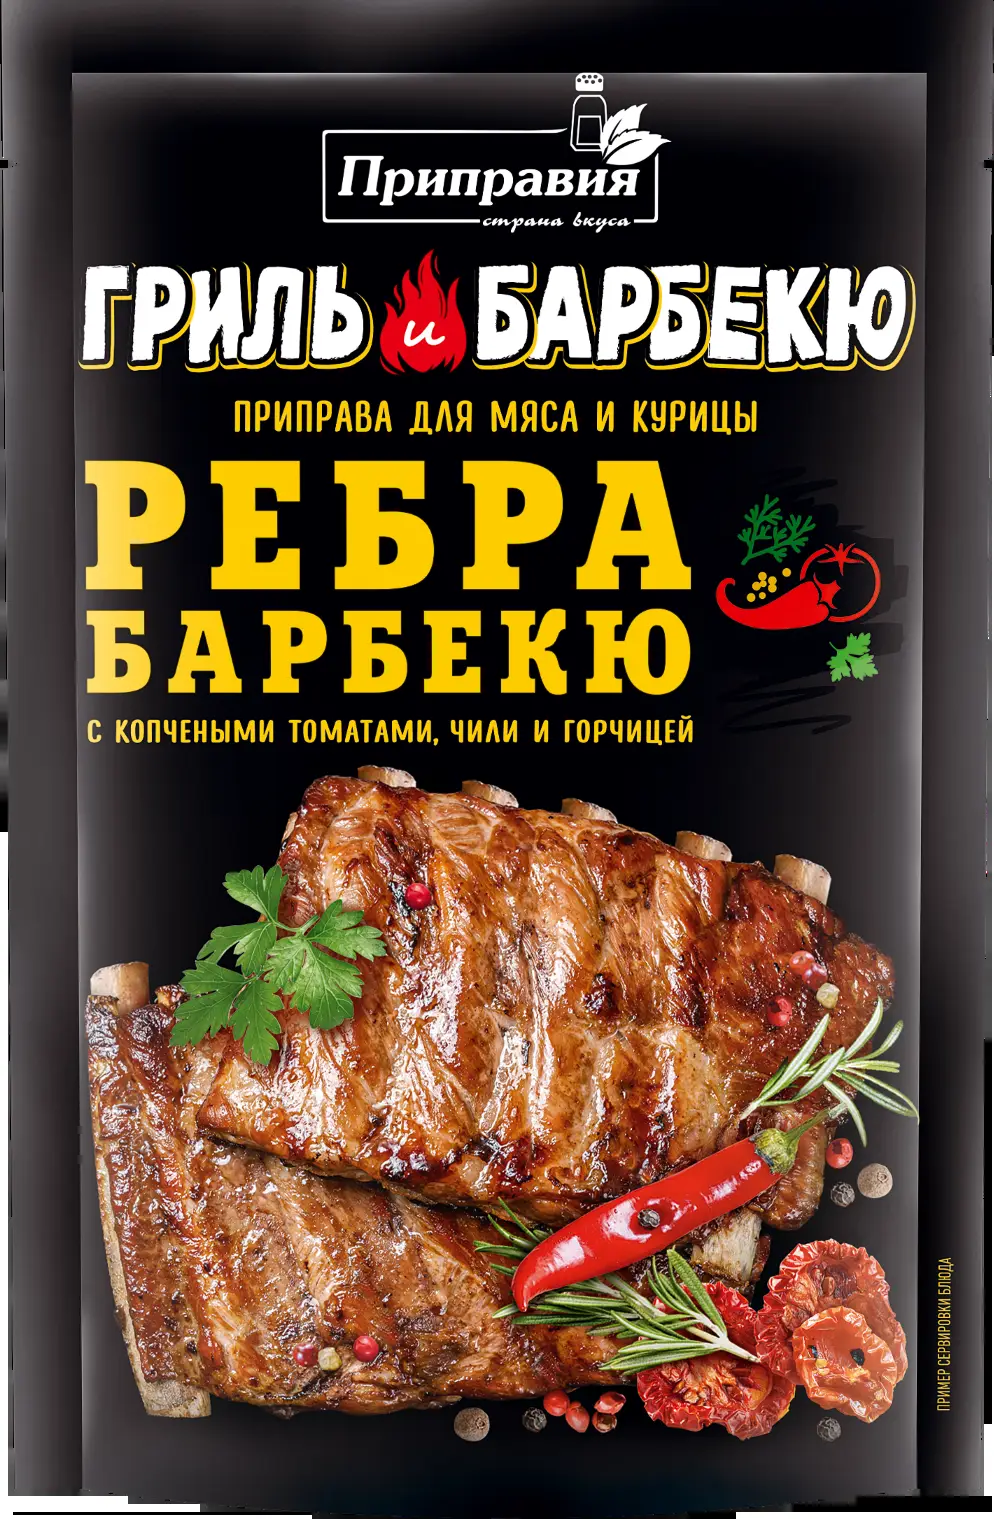 Приправия
страна вкуса
ГРИЛЬ и БАРБЕКЮ
ПРИПРАВА ДЛЯ МЯСА И КУРИЦЫ
РЕБРА
БАРБЕКЮ
С КОПЧЕНЫМИ ТОМАТАМИ, ЧИЛИ И ГОРЧИЦЕЙ
ПРИМЕР СЕРВИРОВКИ БЛЮДА